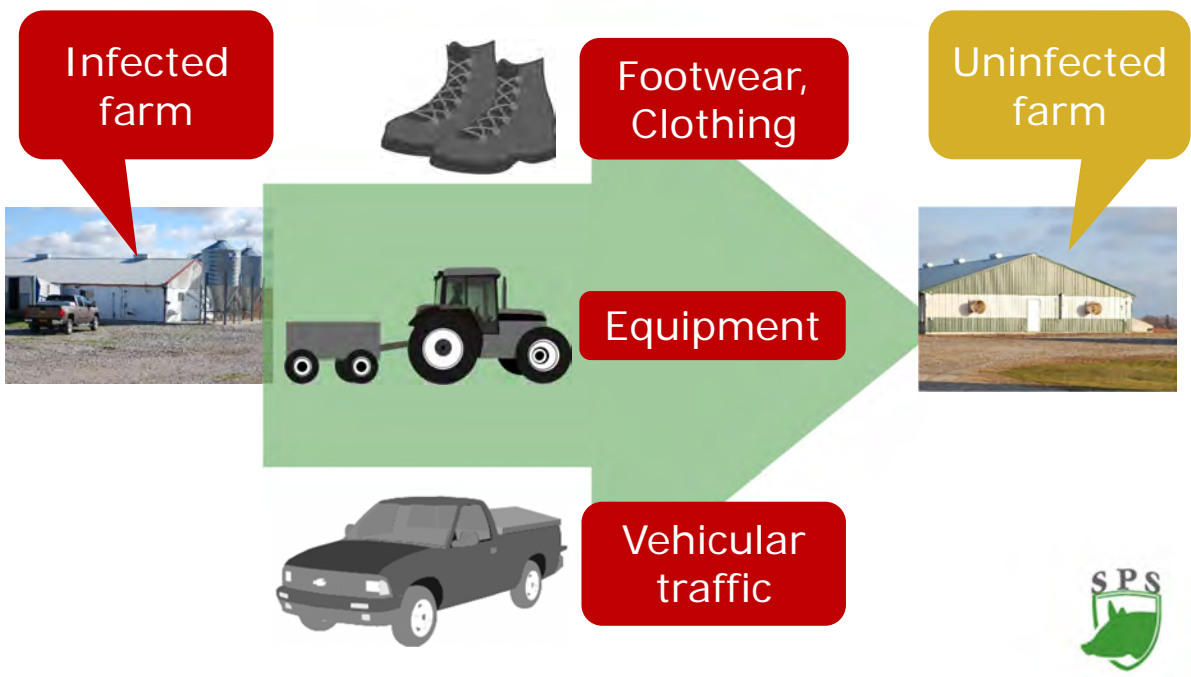 Infected
farm
Footwear,
Clothing
Uninfected
farm
Equipment
Vehicular
traffic
SPS